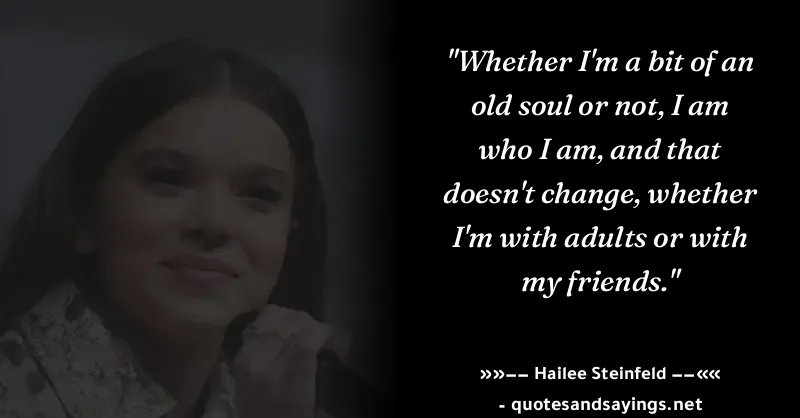 "Whether I'm a bit of an
old soul or not, I am
who I am, and that
doesn't change, whether
I'm with adults or with
my friends."
»»–– Hailee Steinfeld ––««
- quotesandsayings.net